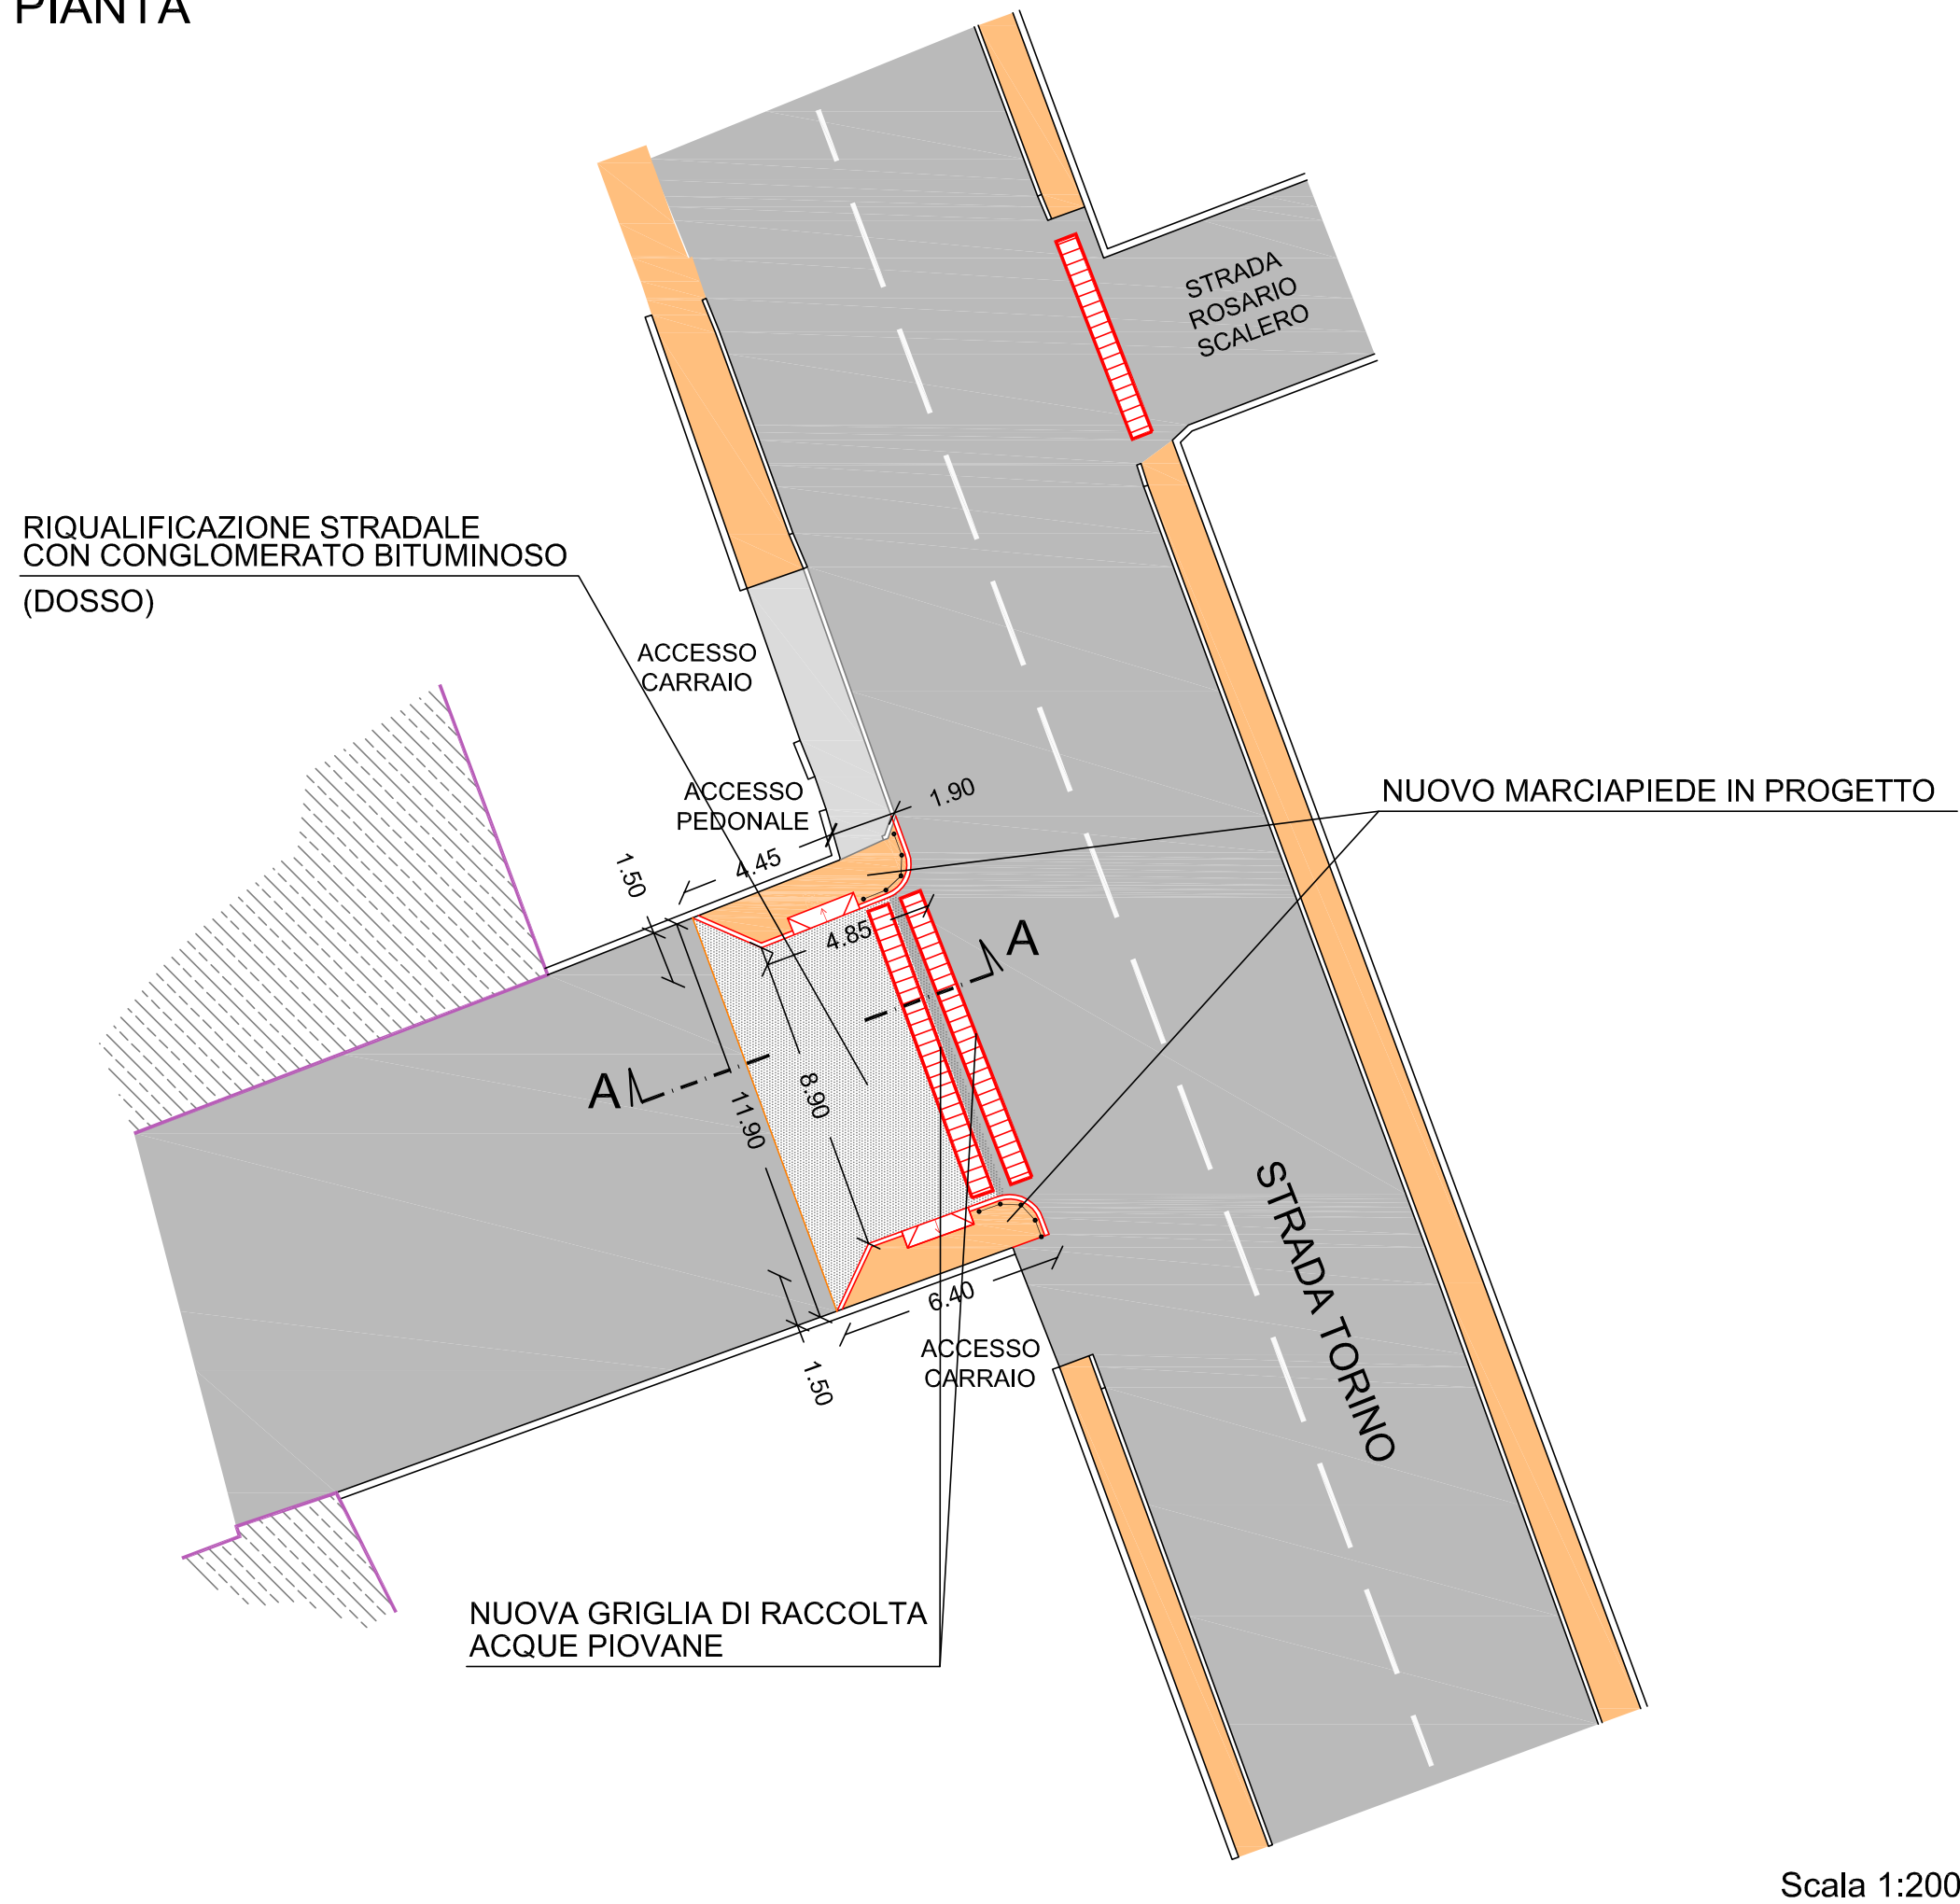 PIANTA
STRADA
ROSARIO
SCALERO
RIQUALIFICAZIONE STRADALE
CON CONGLOMERATO BITUMINOSO
(DOSSO)
ACCESSO
CARRAIO
ACCESSO
PEDONALE
1.90
NUOVO MARCIAPIEDE IN PROGETTO
4.45
1.50
4.85
A
A
8.90
11.90
STRADA TORINO
6.40
ACCESSO
CARRAIO
1.50
NUOVA GRIGLIA DI RACCOLTA
ACQUE PIOVANE
Scala 1:200